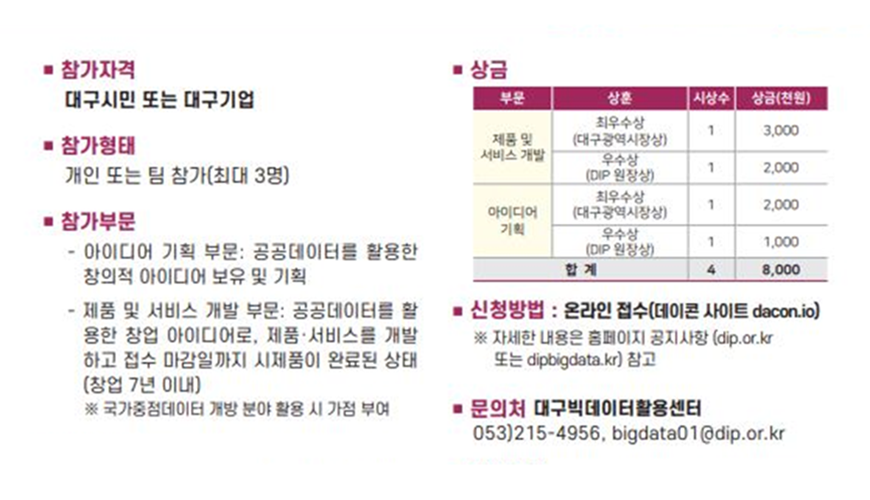 ■ 참가자격
대구시민 또는 대구기업
■ 참가형태
개인 또는 팀 참가(최대 3명)
■ 참가부문
- 아이디어 기획 부문: 공공데이터를 활용한
창의적 아이디어 보유 및 기획
- 제품 및 서비스 개발 부문: 공공데이터를 활
용한 창업 아이디어로, 제품·서비스를 개발
하고 접수 마감일까지 시제품이 완료된 상태
(창업 7년 이내)
※ 국가중점데이터 개방 분야 활용 시 가점 부여
■ 상금
부문 상훈 시상수 상금(천원)
제품 및
서비스 개발
최우수상
(대구광역시장상) 1 3,000
우수상
(DIP 원장상) 1 2,000
아이디어
기획
최우수상
(대구광역시장상) 1 2,000
우수상
(DIP 원장상) 1 1,000
합 계 4 8,000
■ 신청방법 : 온라인 접수(데이콘 사이트 dacon.io)
※ 자세한 내용은 홈페이지 공지사항 (dip.or.kr
또는 dipbigdata.kr) 참고
■ 문의처 대구빅데이터활용센터
053)215-4956, bigdata01@dip.or.kr